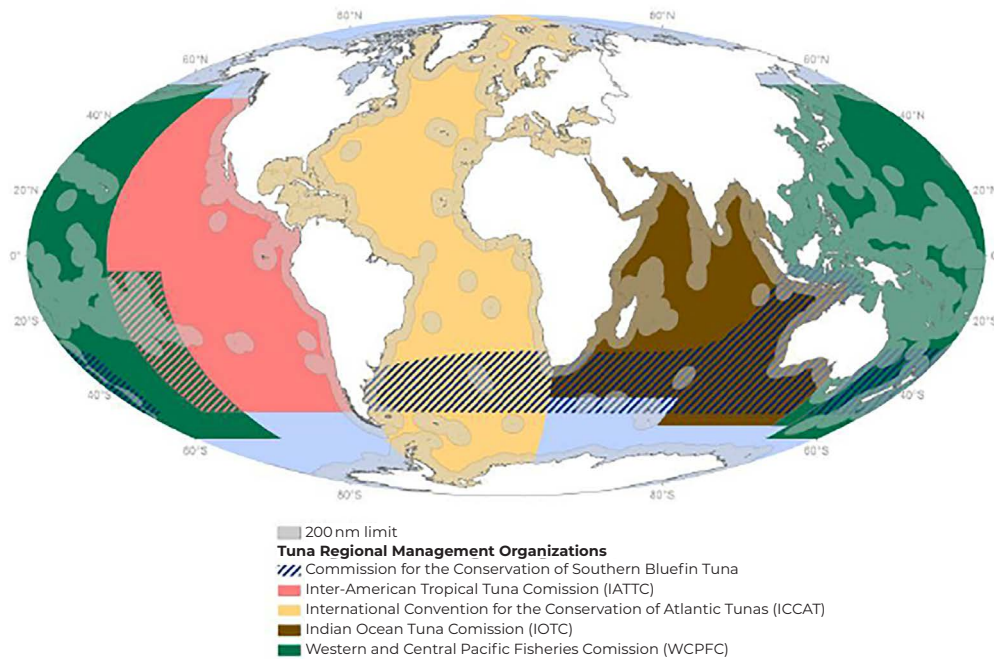 80°N 80°N
60°N 60°N
40°N 40°N
20°N 20°N
0° 0
20°S 20°S
40°S 40°S
60°S 60°S
80°S 80°S
200 nm limit
Tuna Regional Management Organizations
Commission for the Conservation of Southern Bluefin Tuna
Inter-American Tropical Tuna Comission (IATTC)
International Convention for the Conservation of Atlantic Tunas (ICCAT)
Indian Ocean Tuna Comission (IOTC)
Western and Central Pacific Fisheries Comission (WCPFC)